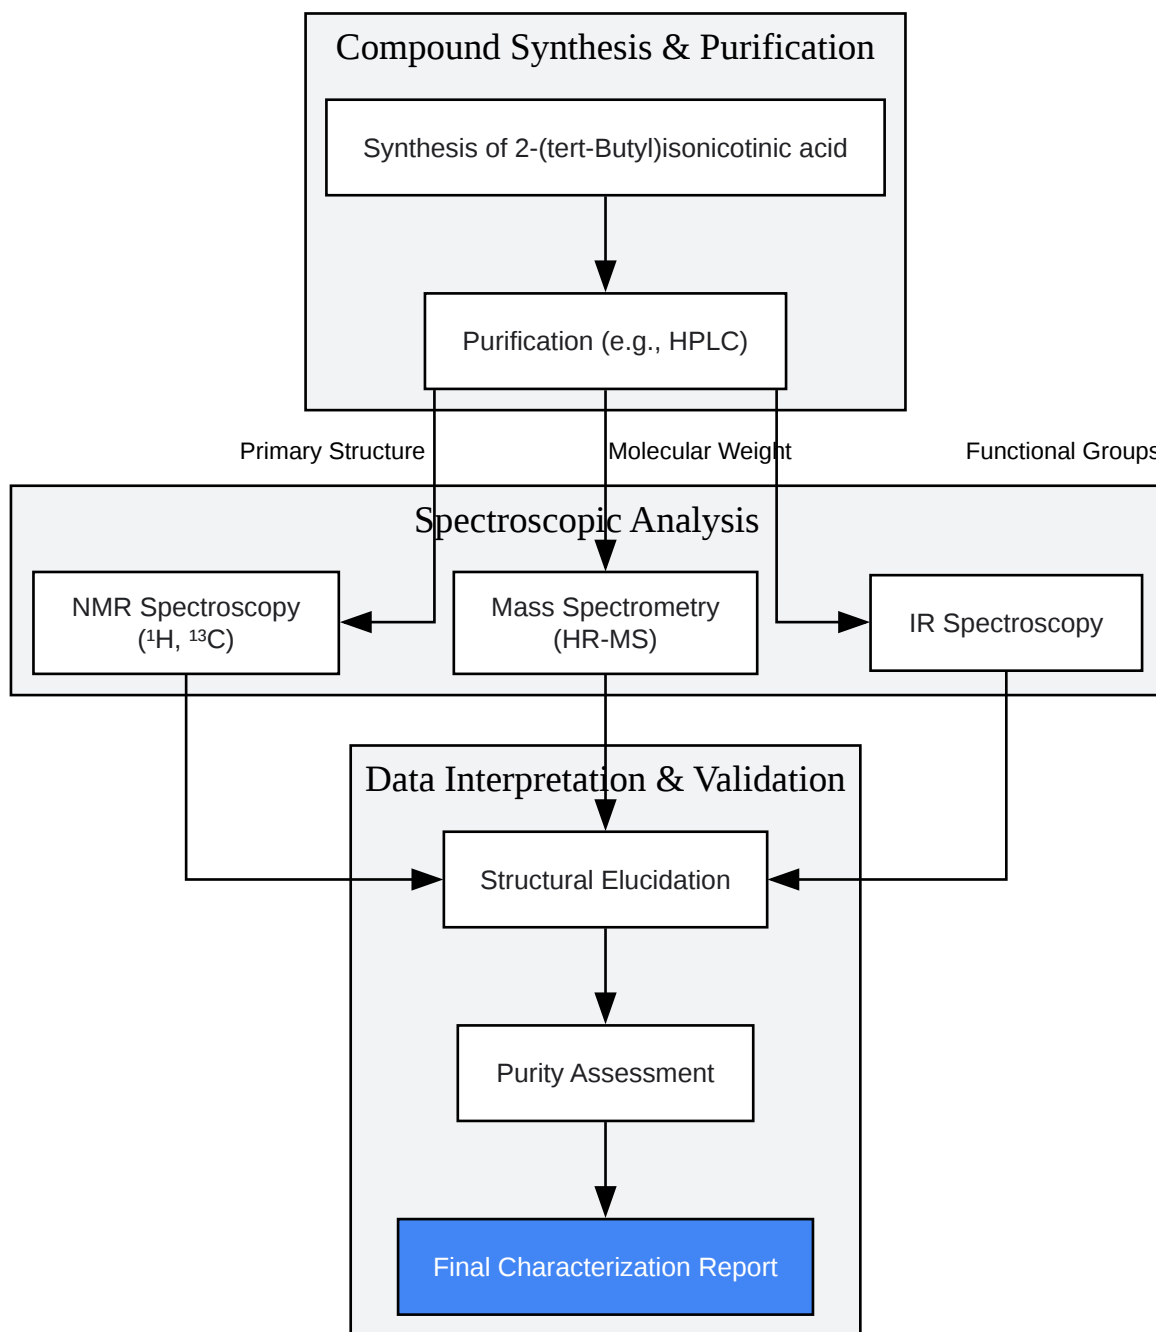 Compound Synthesis & Purification
Synthesis of 2-(tert-Butyl)isonicotinic acid
Purification (e.g., HPLC)
Primary Structure
Molecular Weight
Functional Groups
Spectroscopic Analysis
NMR Spectroscopy
(¹H, ¹³C)
Mass Spectrometry
(HR-MS)
IR Spectroscopy
Data Interpretation & Validation
Structural Elucidation
Purity Assessment
Final Characterization Report